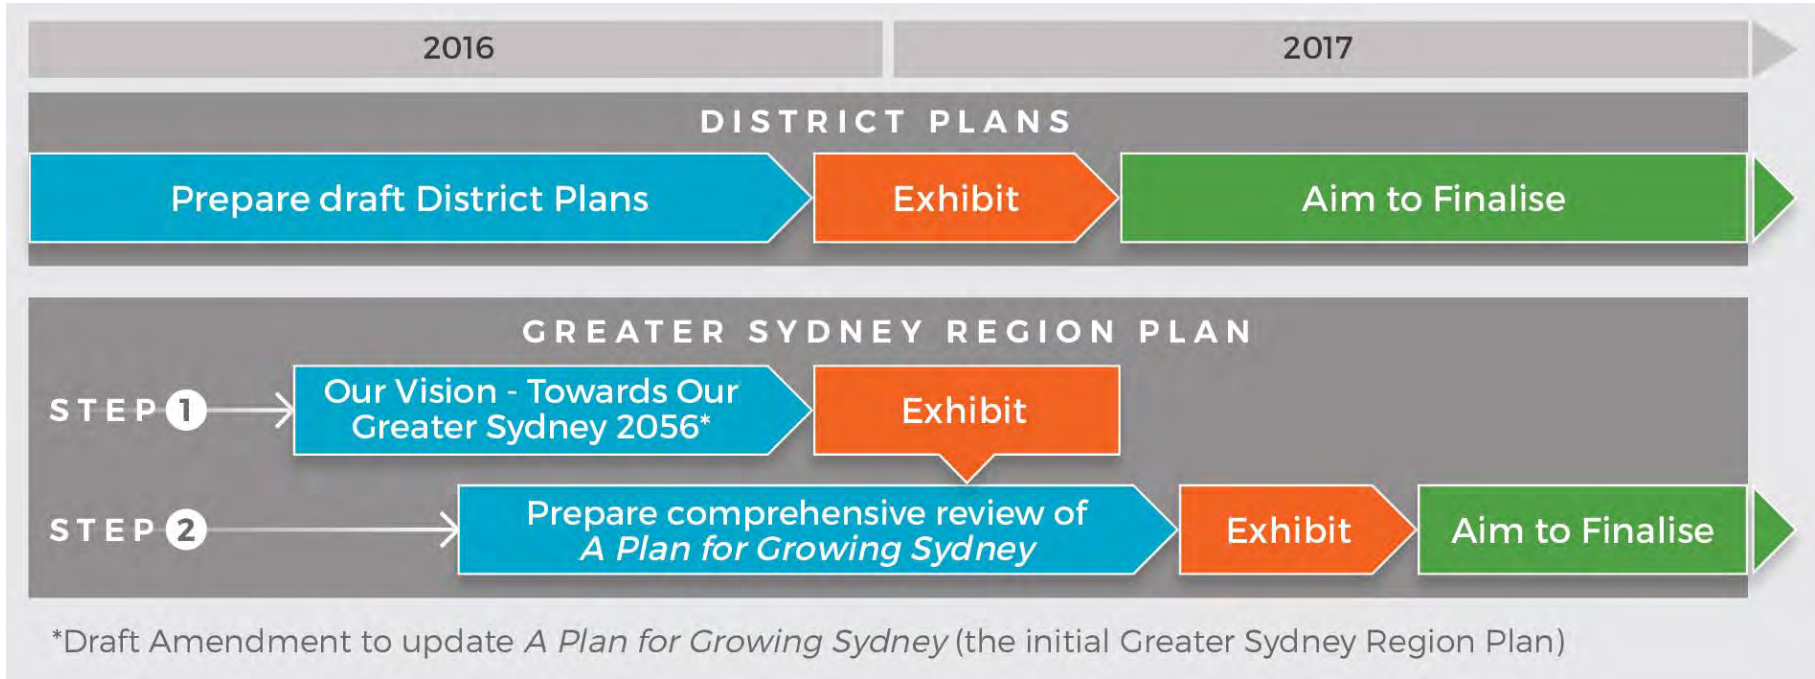 2016
2017
DISTRICT PLANS
Prepare draft District Plans
Exhibit
Aim to Finalise
GREATER SYDNEY REGION PLAN
STEP 1
Our Vision - Towards Our
Greater Sydney 2056*
Exhibit
STEP 2
Prepare comprehensive review of
A Plan for Growing Sydney
Exhibit
Aim to Finalise
*Draft Amendment to update A Plan for Growing Sydney (the initial Greater Sydney Region Plan)